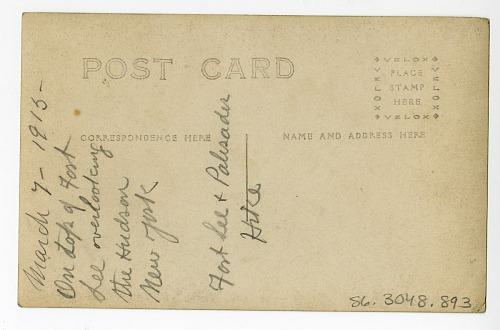 POST CARD
VELOX
VELOX
PLACE
STAMP
HERE
VELOX
VELOX
CORRESPONDENCE HERE
NAME AND ADDRESS HERE
March 7 - 1915 -
On top of Fort
Lee overlooking
the Hudson
New York
Fort Lee & Palisades
Hike
86.3048.893